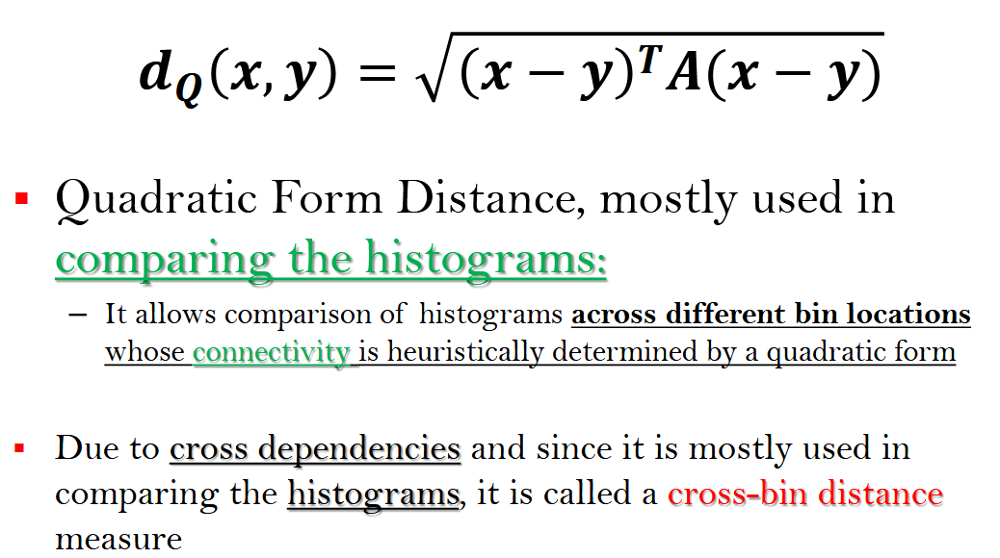 d_Q(x, y) = √((x − y)^T A(x − y))
▪ Quadratic Form Distance, mostly used in
comparing the histograms:
– It allows comparison of histograms across different bin locations
whose connectivity is heuristically determined by a quadratic form
▪ Due to cross dependencies and since it is mostly used in
comparing the histograms, it is called a cross-bin distance
measure